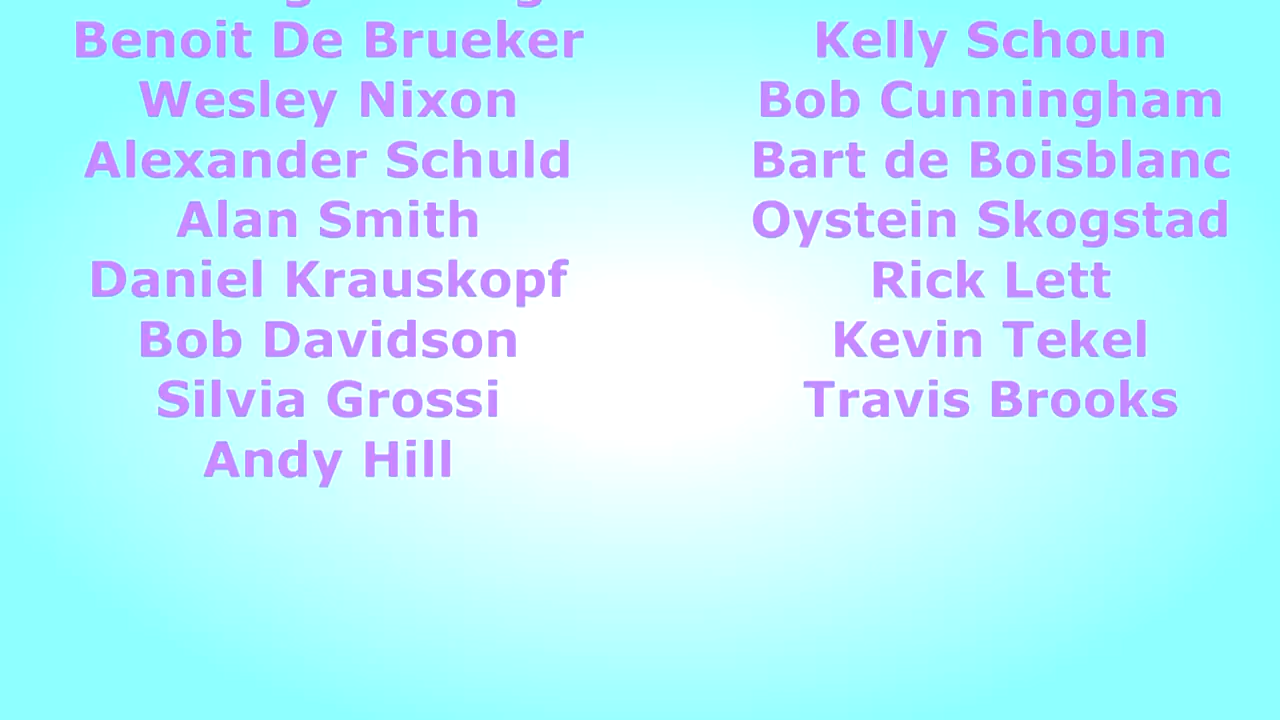 Benoit De Brueker
Wesley Nixon
Alexander Schuld
Alan Smith
Daniel Krauskopf
Bob Davidson
Silvia Grossi
Andy Hill
Kelly Schoun
Bob Cunningham
Bart de Boisblanc
Oystein Skogstad
Rick Lett
Kevin Tekel
Travis Brooks